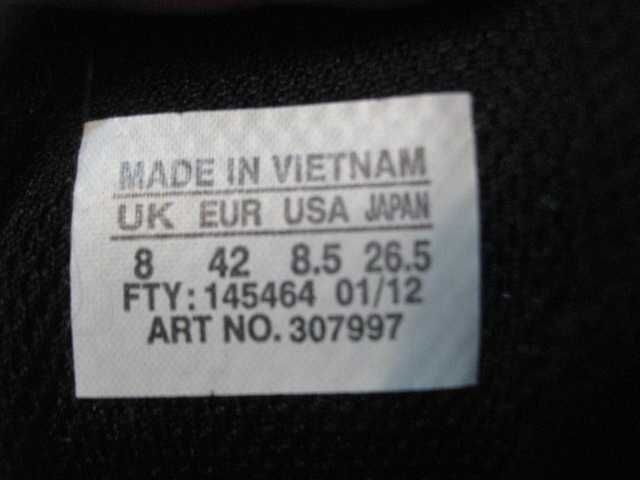 MADE IN VIETNAM
UK EUR USA JAPAN
8 42 8.5 26.5
FTY: 145464 01/12
ART NO. 307997